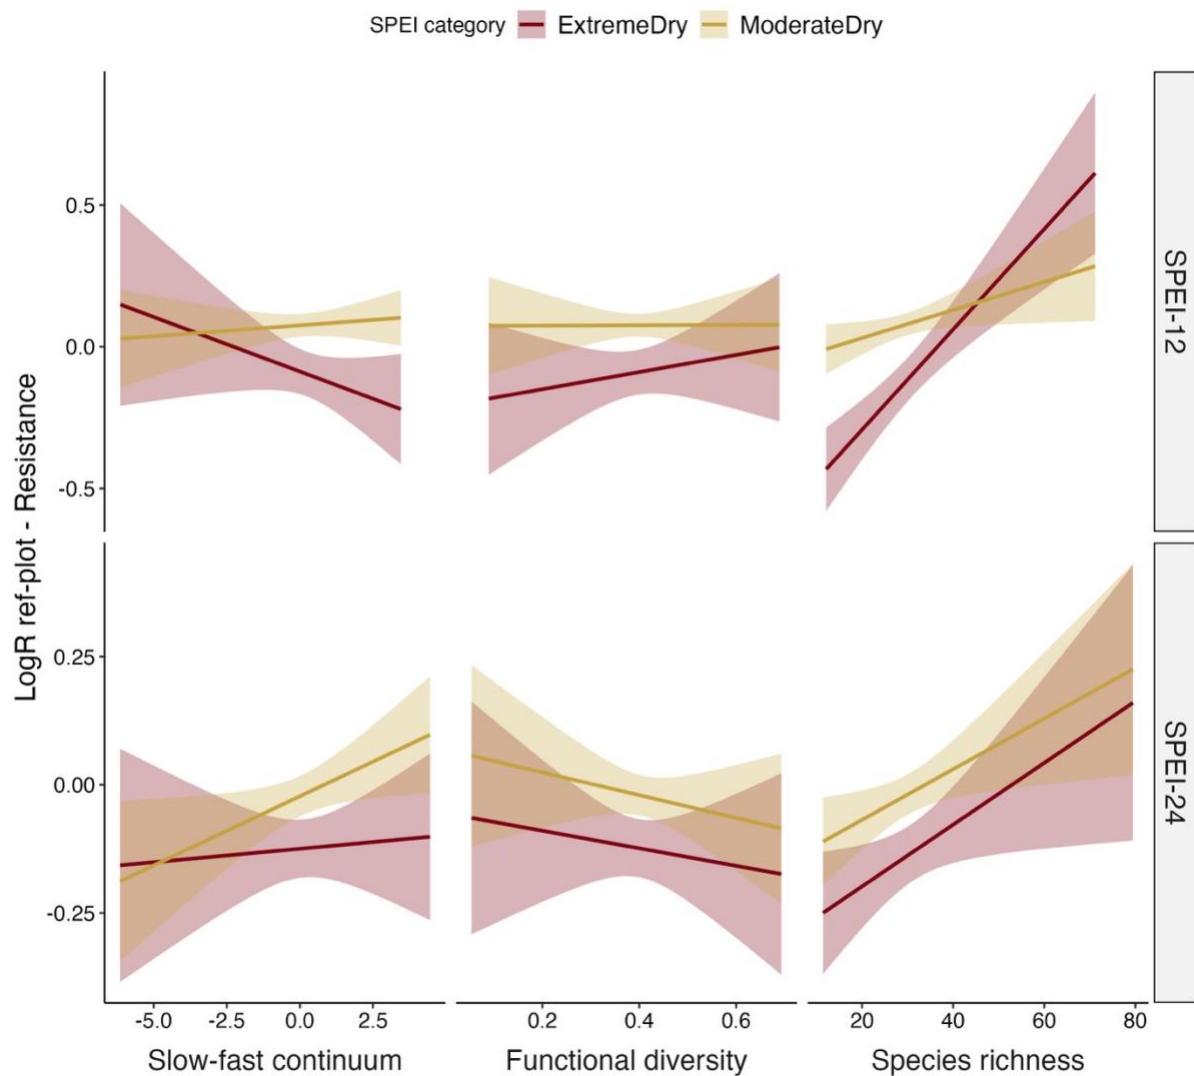 SPEI category ExtremeDry ModerateDry
LogR ref-plot - Resistance
0.5
0.0
-0.5
SPEI-12
0.25
0.00
-0.25
SPEI-24
-5.0 -2.5 0.0 2.5 0.2 0.4 0.6 20 40 60 80
Slow-fast continuum Functional diversity Species richness